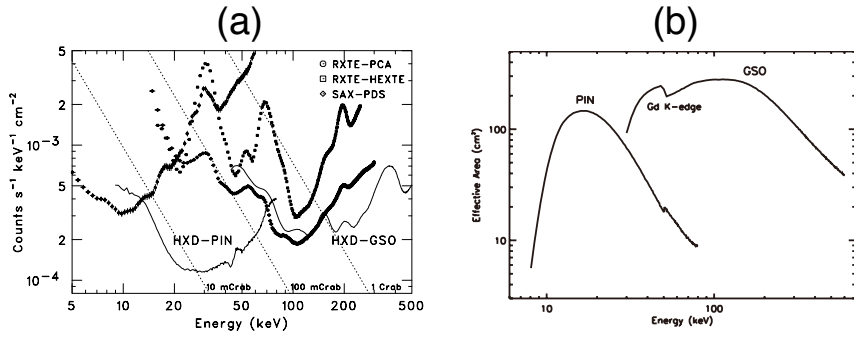 (a)
5
2
10⁻³
5
2
10⁻⁴
Counts s⁻¹ keV⁻¹ cm⁻²
RXTE-PCA
RXTE-HEXTE
SAX-PDS
HXD-PIN
HXD-GSO
10 mCrab
100 mCrab
1 Crab
5 10 20 50 100 200 500
Energy (keV)
(b)
100
10
Effective Area (cm²)
PIN
Gd K-edge
GSO
10 100
Energy (keV)